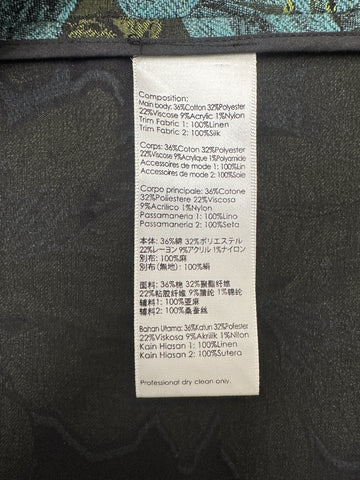 Composition:
Main body: 36%Cotton 32%Polyester
22%Viscose 9%Acrylic 1%Nylon
Trim Fabric 1: 100%Linen
Trim Fabric 2: 100%Silk
Corps: 36%Coton 32%Polyester
22%Viscose 9%Acrylique 1%Polyamide
Accessoires de mode 1: 100%Lin
Accessoires de mode 2: 100%Soie
Corpo principale: 36%Cotone
32%Poliestere 22%Viscosa
9%Acrilico 1%Nylon
Passamaneria 1: 100%Lino
Passamaneria 2: 100%Seta
本体: 36%綿 32%ポリエステル
22%レーヨン 9%アクリル 1%ナイロン
別布: 100%麻
別布(無地): 100%絹
面料: 36%棉 32%聚酯纤维
22%粘胶纤维 9%腈纶 1%锦纶
辅料1: 100%亚麻
辅料2: 100%桑蚕丝
Bahan Utama: 36%Katun 32%Poliester
22%Viskosa 9%Akrilik 1%Nilon
Kain Hiasan 1: 100%Linen
Kain Hiasan 2: 100%Sutera
Professional dry clean only.